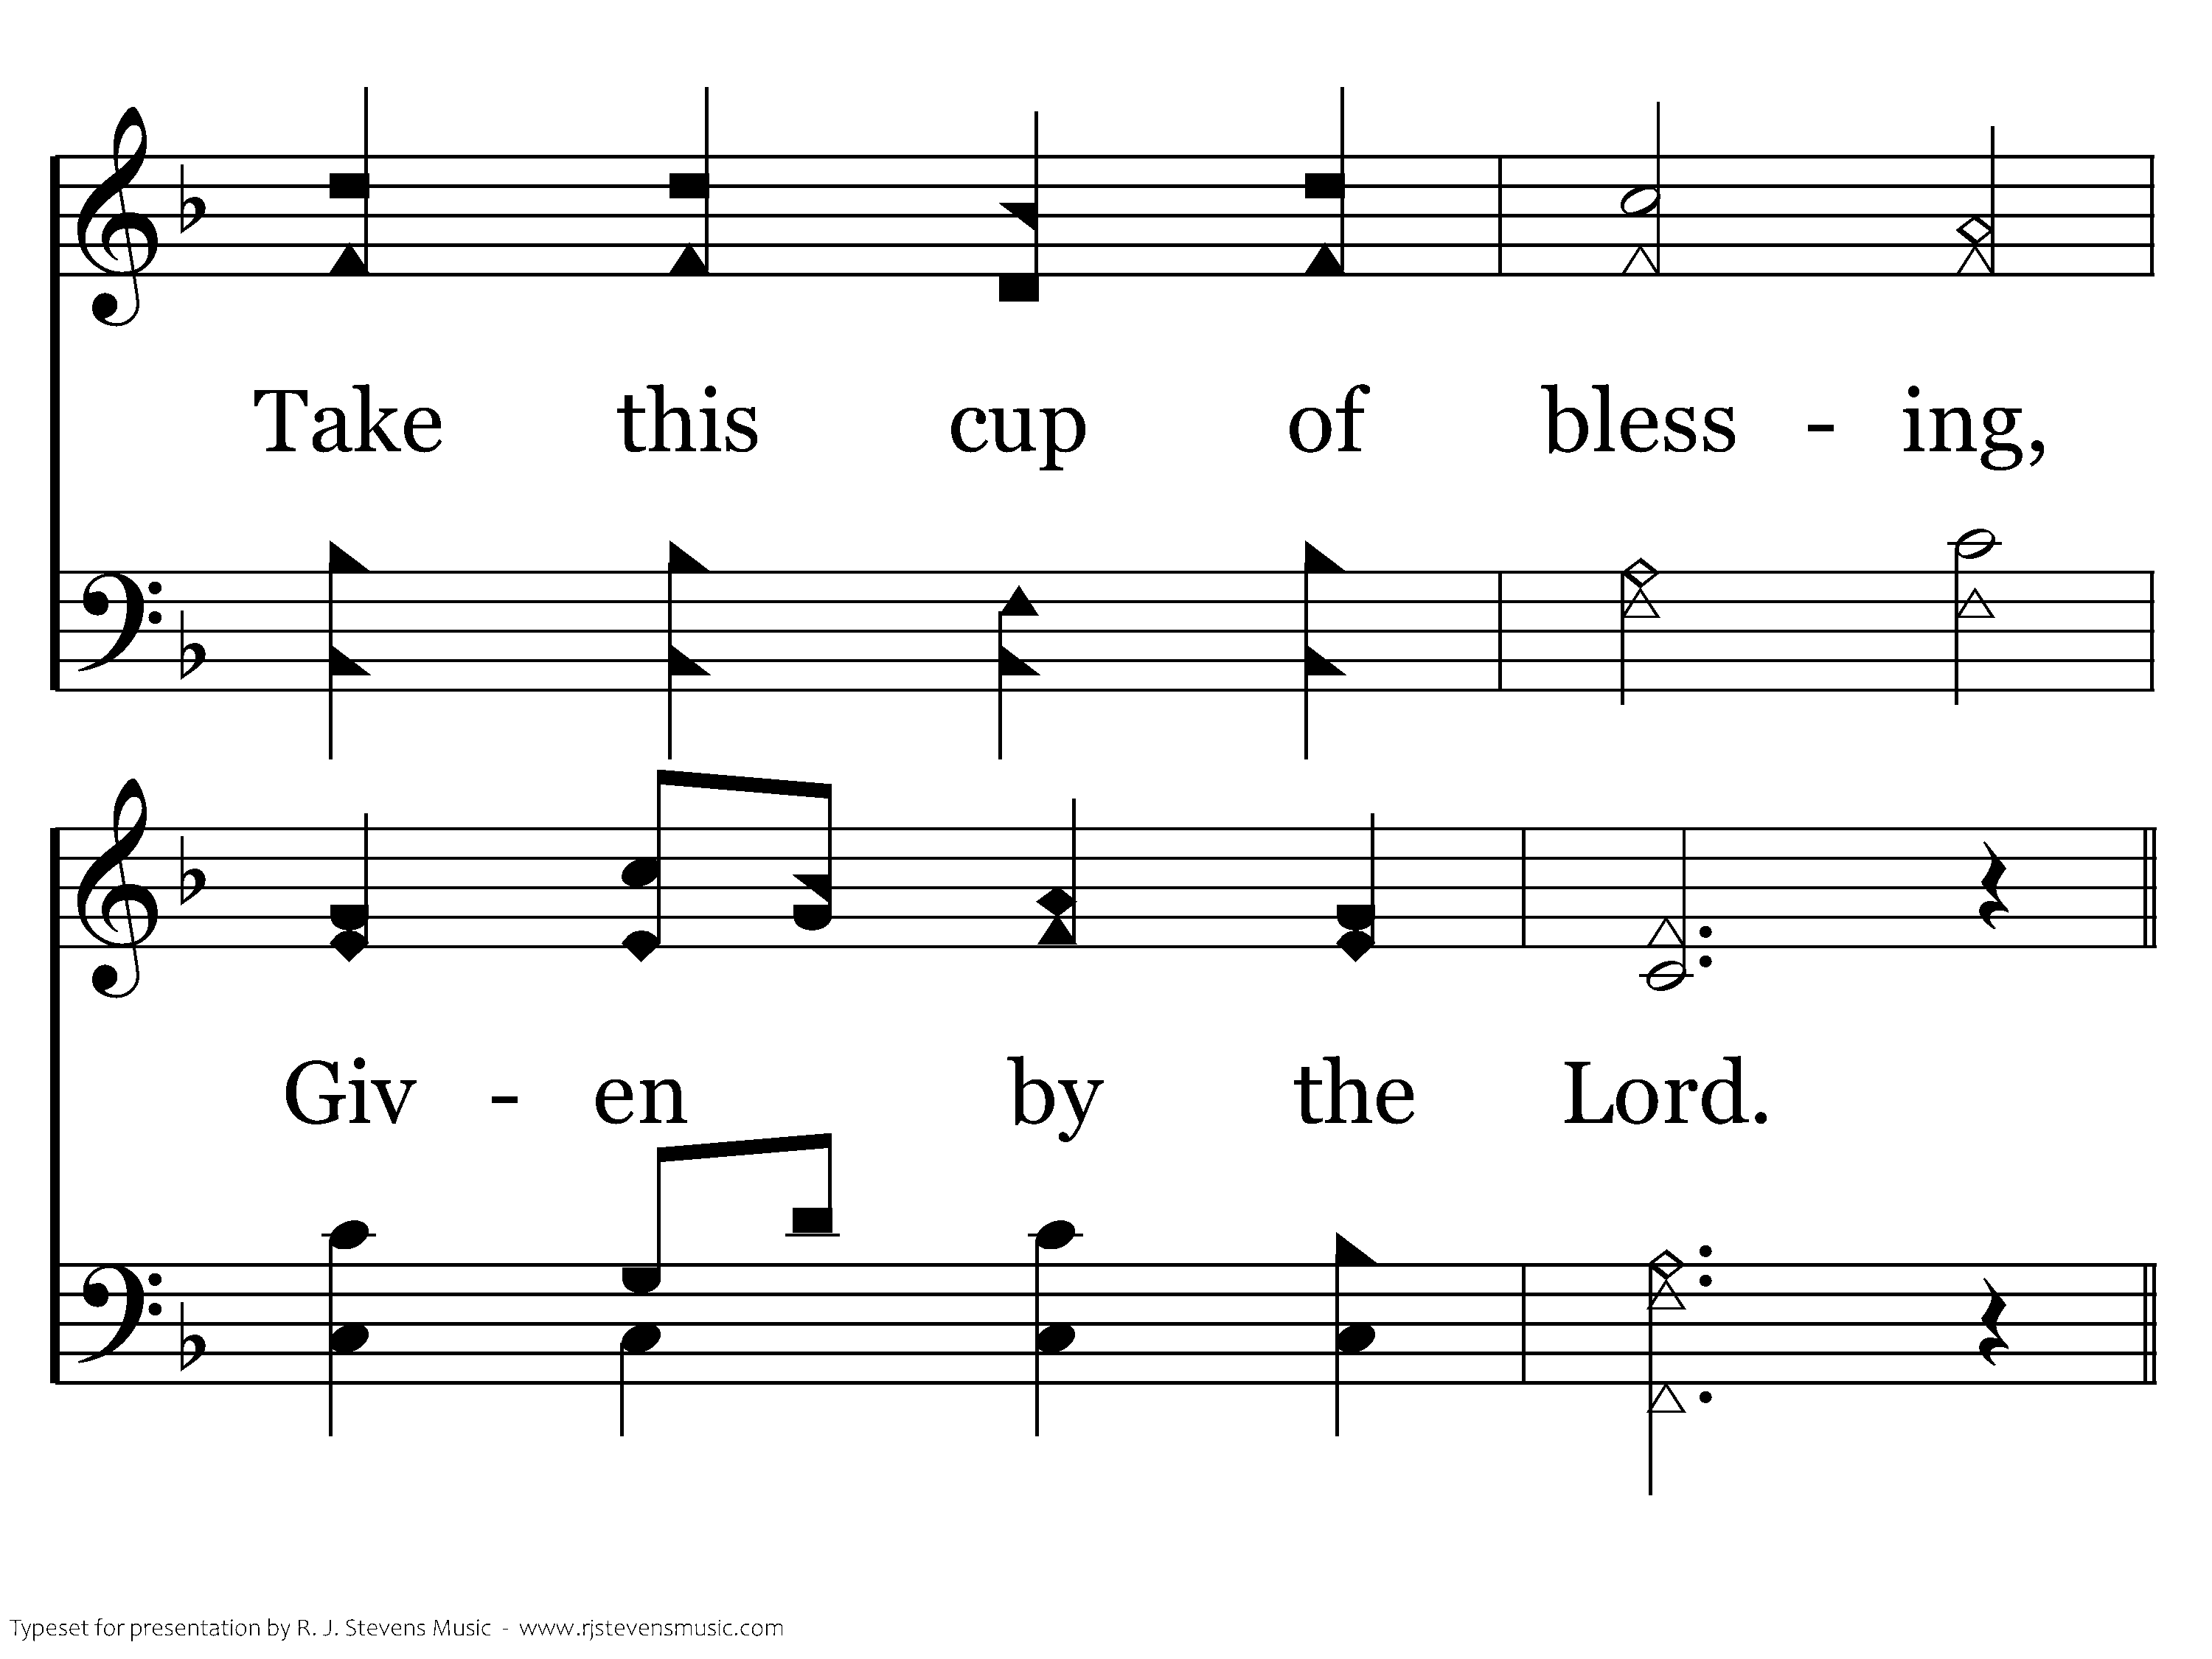 Take this cup of bless - ing,
Giv - en by the Lord.
Typeset for presentation by R. J. Stevens Music - www.rjstevensmusic.com